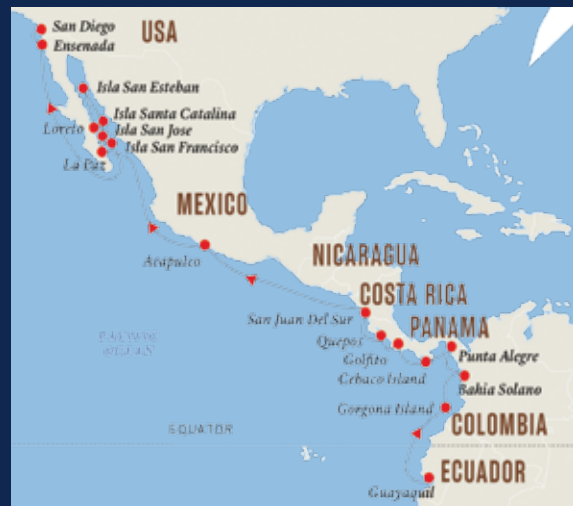 San Diego
USA
Ensenada
Isla San Esteban
Isla Santa Catalina
Loreto
Isla San Jose
Isla San Francisco
La Paz
MEXICO
Acapulco
NICARAGUA
COSTA RICA
San Juan Del Sur
PANAMA
Quepos
Golfito
Punta Alegre
Cebaco Island
Bahia Solano
Gorgona Island
COLOMBIA
EQUATOR
ECUADOR
Guayaquil